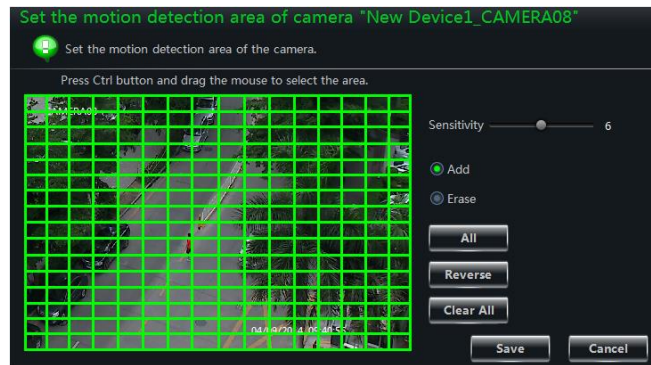 Set the motion detection area of camera "New Device1_CAMERA08"
Set the motion detection area of the camera.
Press Ctrl button and drag the mouse to select the area.
CAMERA08
Sensitivity 6
Add
Erase
All
Reverse
Clear All
Save Cancel